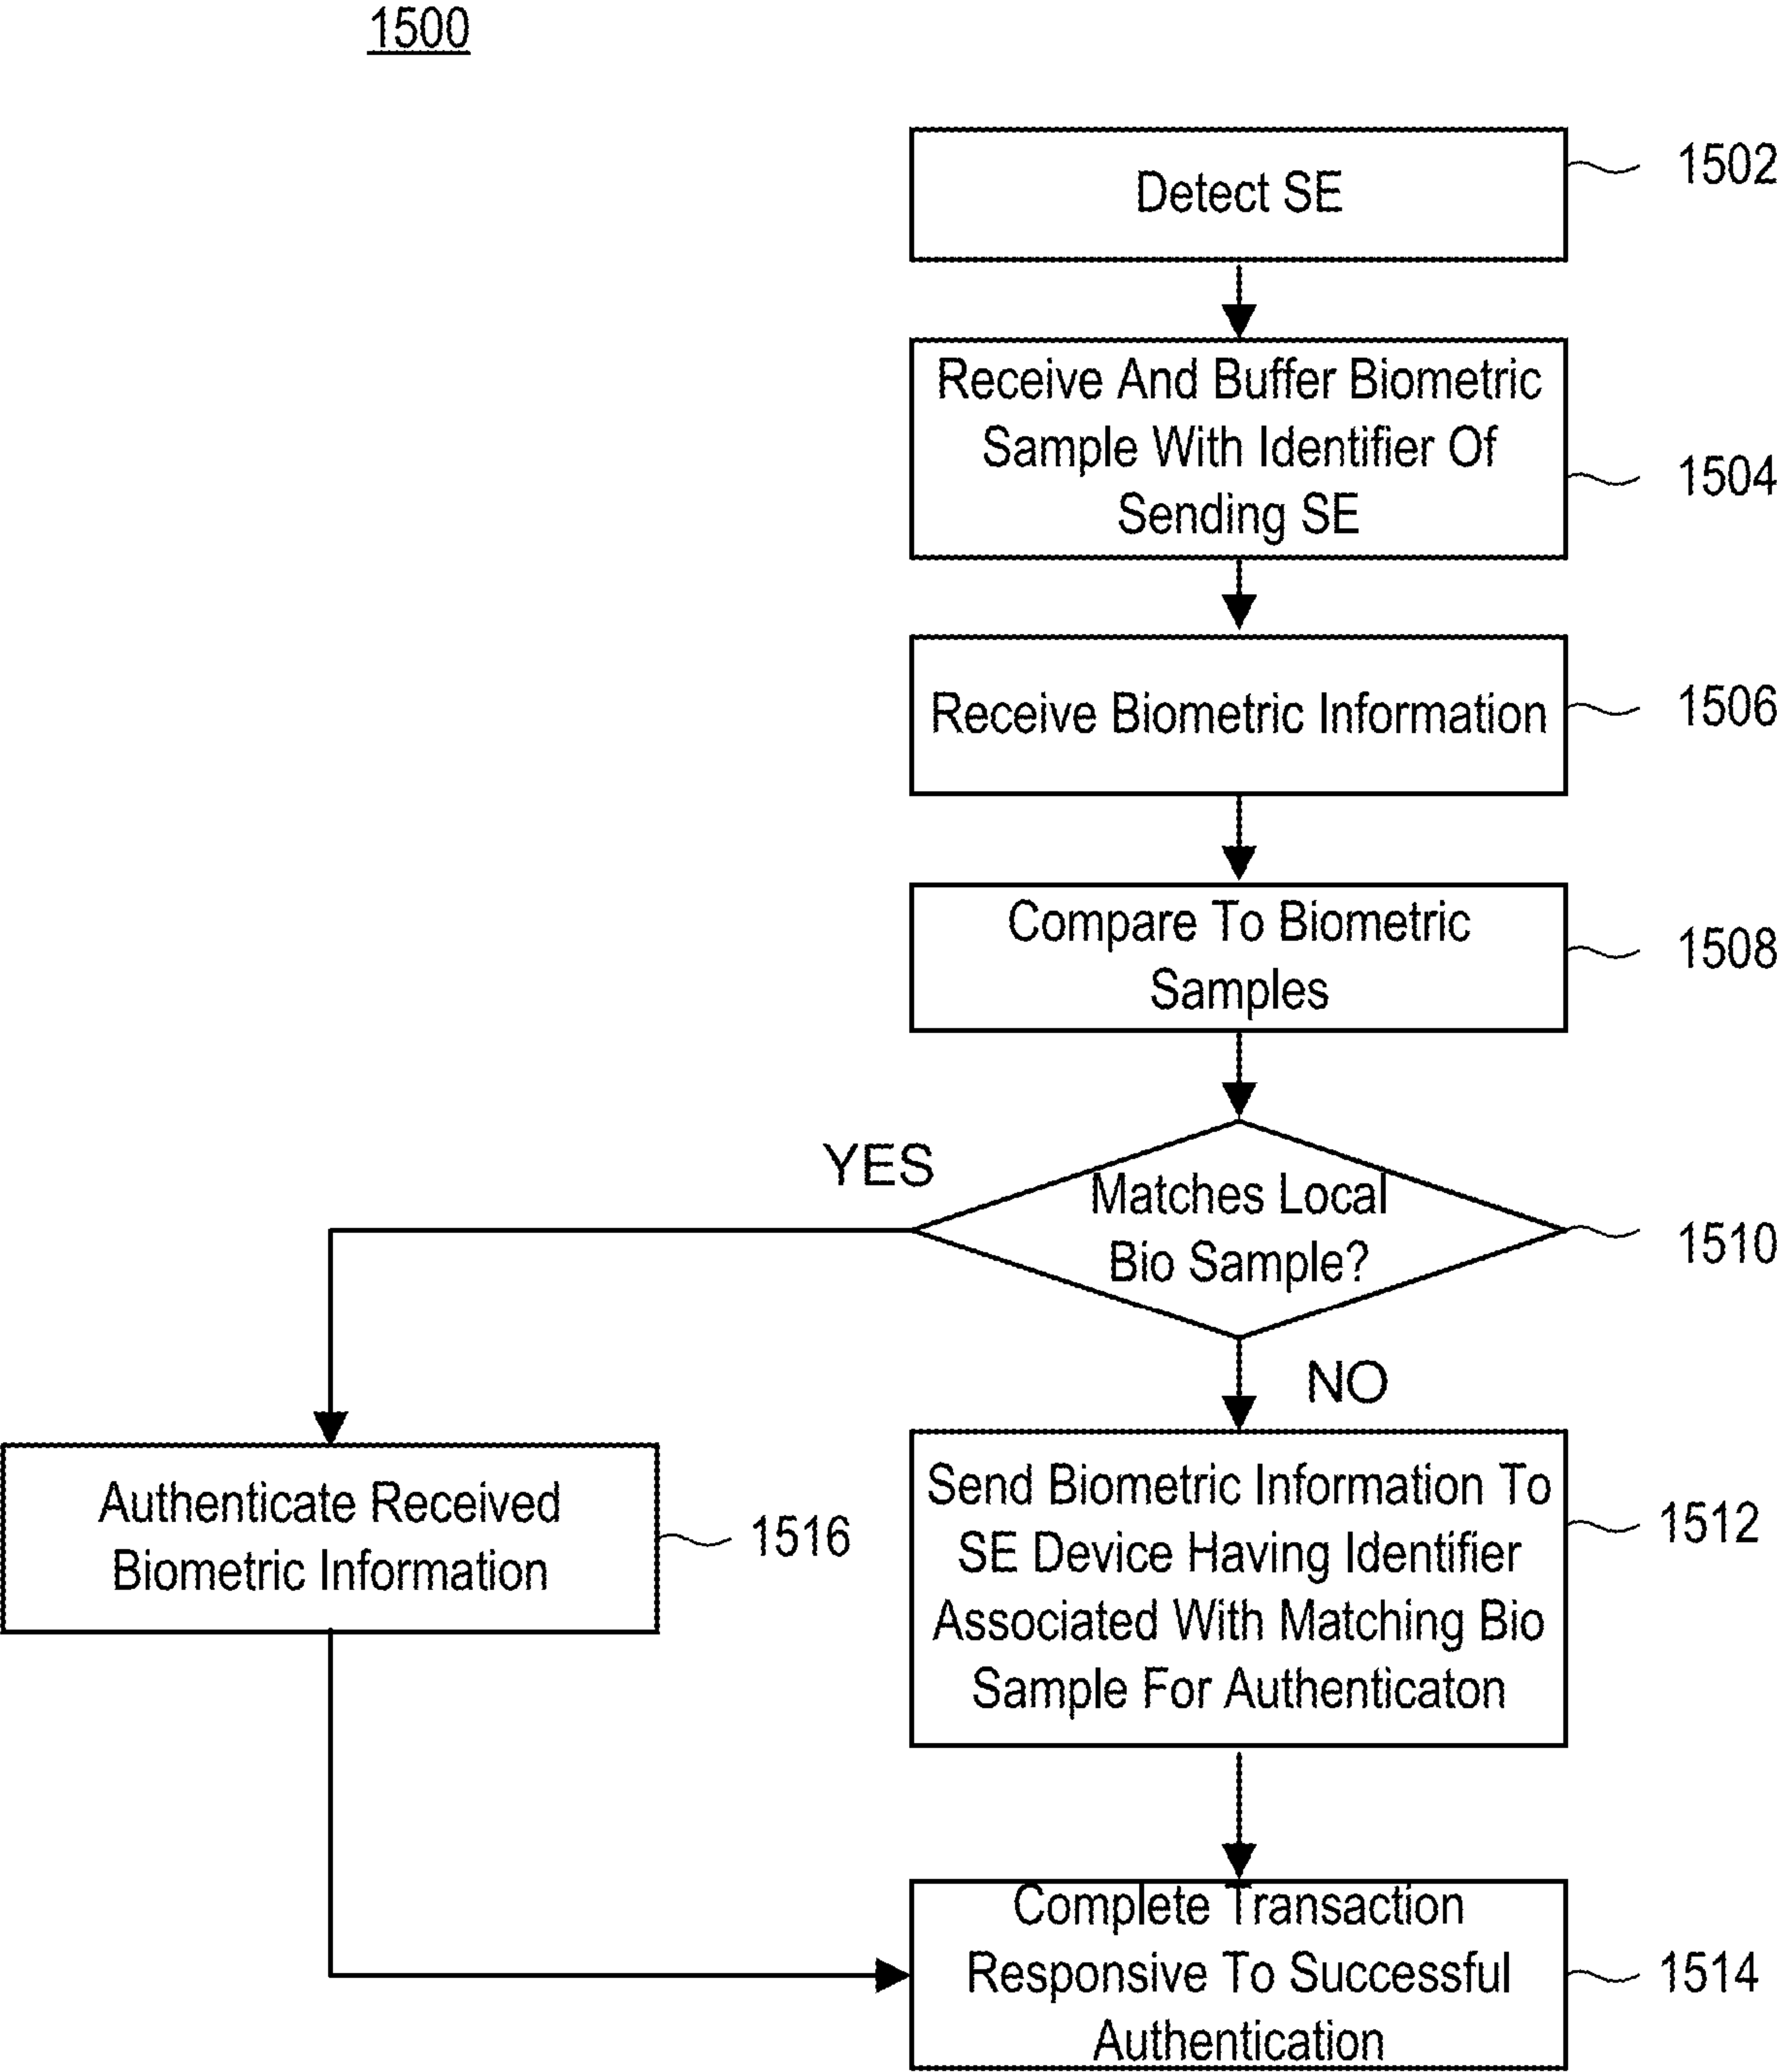 1500
Detect SE
1502
Receive And Buffer Biometric
Sample With Identifier Of
Sending SE
1504
Receive Biometric Information
1506
Compare To Biometric
Samples
1508
YES
Matches Local
Bio Sample?
1510
NO
Authenticate Received
Biometric Information
1516
Send Biometric Information To
SE Device Having Identifier
Associated With Matching Bio
Sample For Authenticaton
1512
Complete Transaction
Responsive To Successful
Authentication
1514